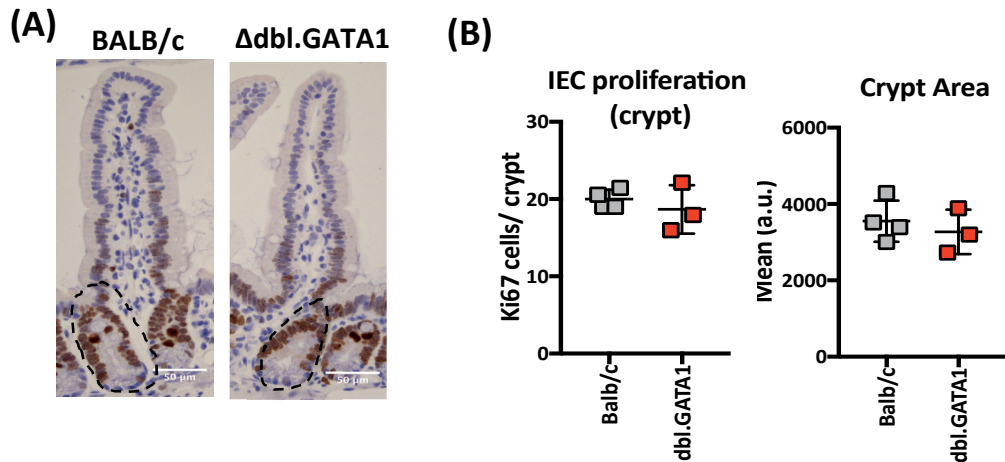 (A)
BALB/c
Δdbl.GATA1
50 μm
50 μm
(B)
IEC proliferation
(crypt)
Ki67 cells/ crypt
30
20
10
0
Balb/c
dbl.GATA1
Crypt Area
Mean (a.u.)
6000
4000
2000
0
Balb/c
dbl.GATA1